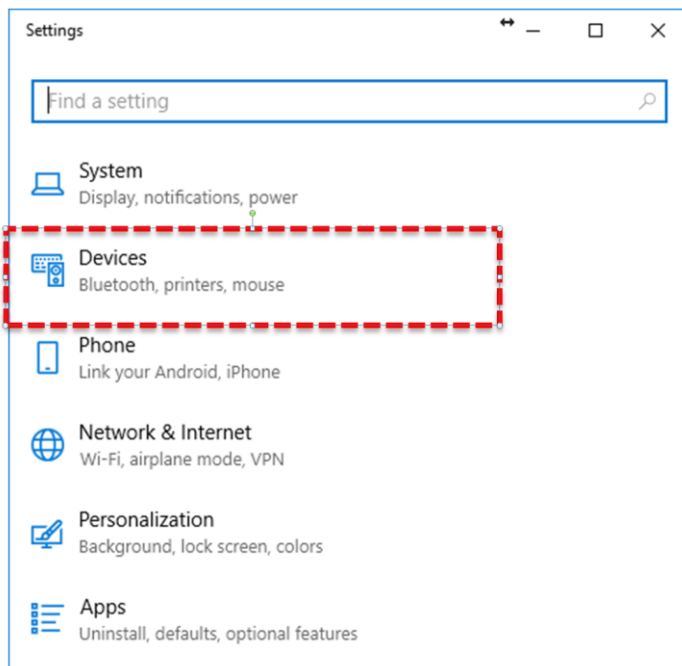 Settings
Find a setting
System
Display, notifications, power
Devices
Bluetooth, printers, mouse
Phone
Link your Android, iPhone
Network & Internet
Wi-Fi, airplane mode, VPN
Personalization
Background, lock screen, colors
Apps
Uninstall, defaults, optional features